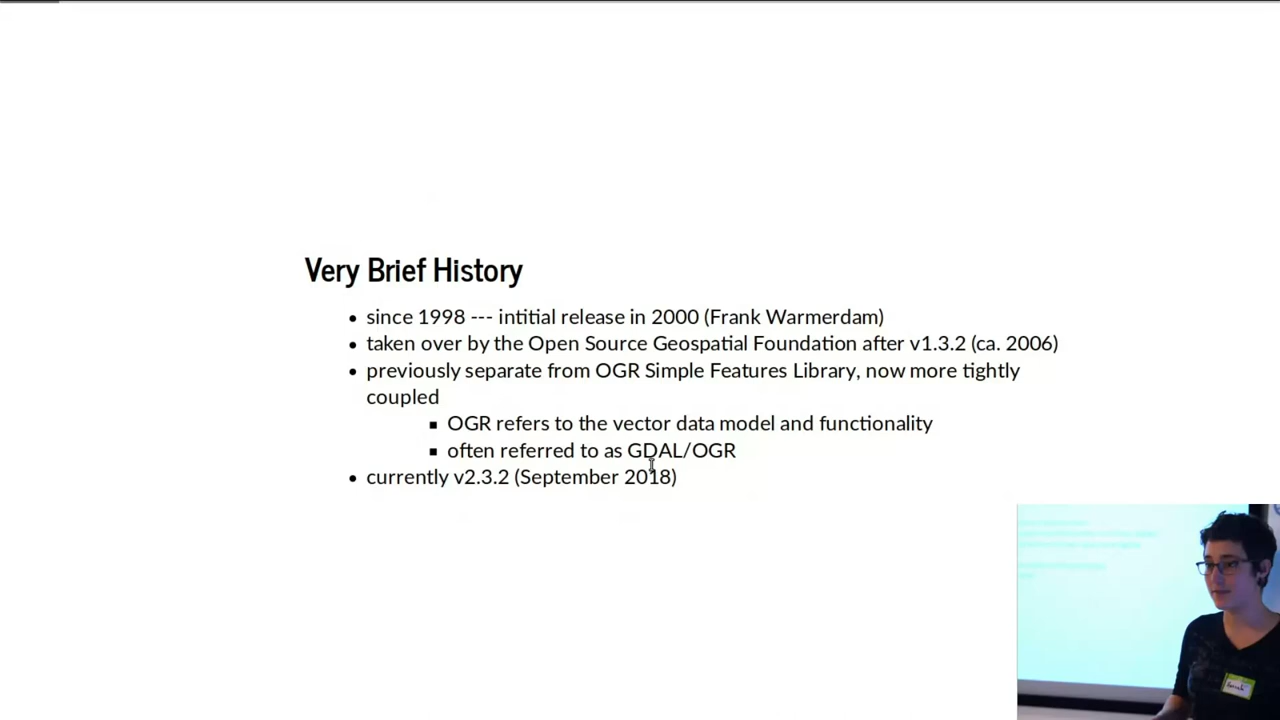 Very Brief History
• since 1998 --- intitial release in 2000 (Frank Warmerdam)
• taken over by the Open Source Geospatial Foundation after v1.3.2 (ca. 2006)
• previously separate from OGR Simple Features Library, now more tightly
coupled
▪ OGR refers to the vector data model and functionality
▪ often referred to as GDAL/OGR
• currently v2.3.2 (September 2018)